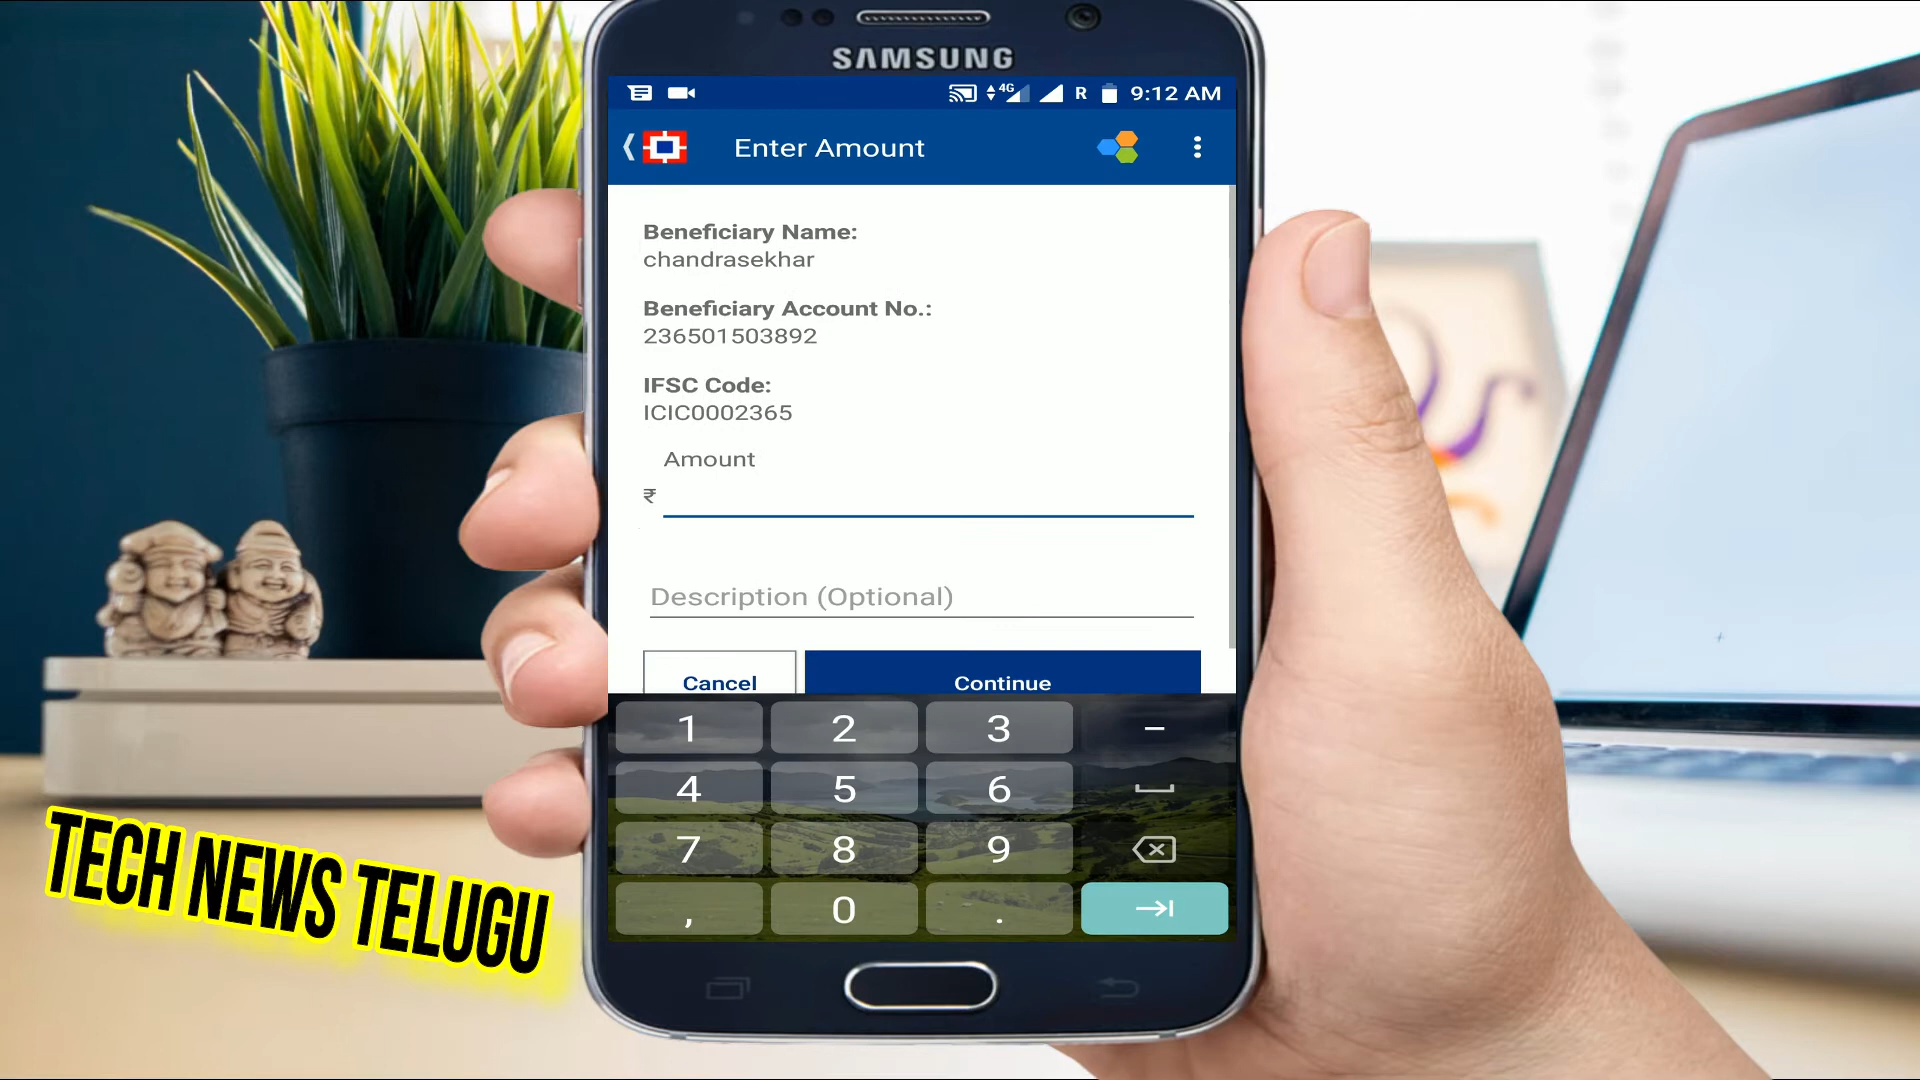 SAMSUNG
4G R 9:12 AM
Enter Amount
Beneficiary Name:
chandrasekhar
Beneficiary Account No.:
236501503892
IFSC Code:
ICIC0002365
Amount
₹
Description (Optional)
Cancel Continue
1 2 3 –
4 5 6
7 8 9
, 0 .
TECH NEWS TELUGU